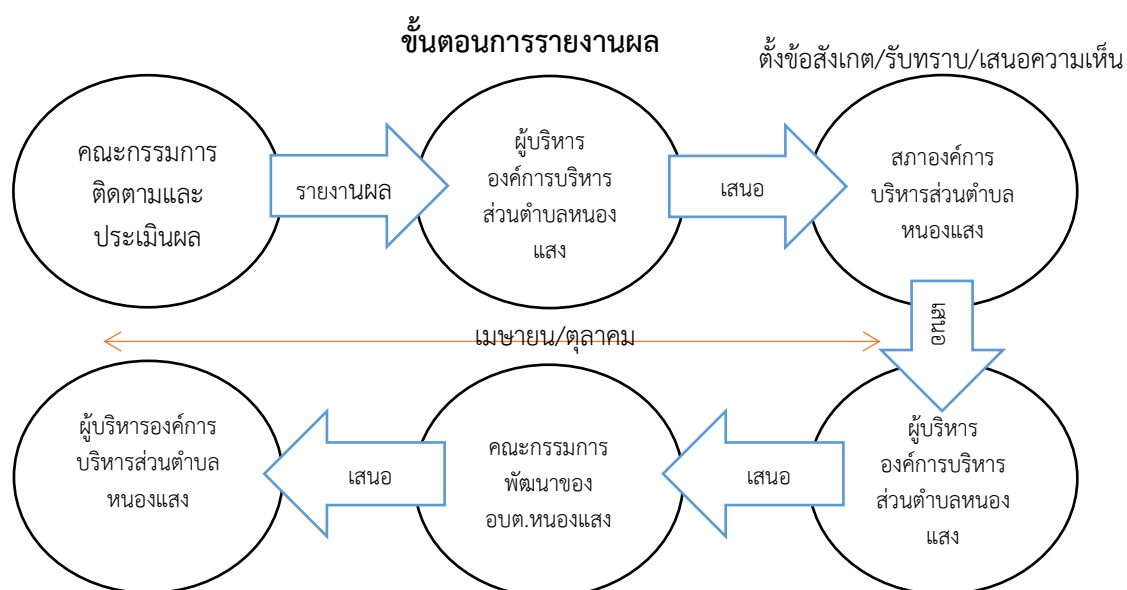 ขั้นตอนการรายงานผล
ตั้งข้อสังเกต/รับทราบ/เสนอความเห็น
คณะกรรมการ
ติดตามและ
ประเมินผล
รายงานผล
ผู้บริหาร
องค์การบริหาร
ส่วนตำบลหนอง
แสง
เสนอ
สภาองค์การ
บริหารส่วนตำบล
หนองแสง
เสนอ
เมษายน/ตุลาคม
ผู้บริหาร
องค์การบริหาร
ส่วนตำบลหนอง
แสง
เสนอ
คณะกรรมการ
พัฒนาของ
อบต.หนองแสง
เสนอ
ผู้บริหารองค์การ
บริหารส่วนตำบล
หนองแสง